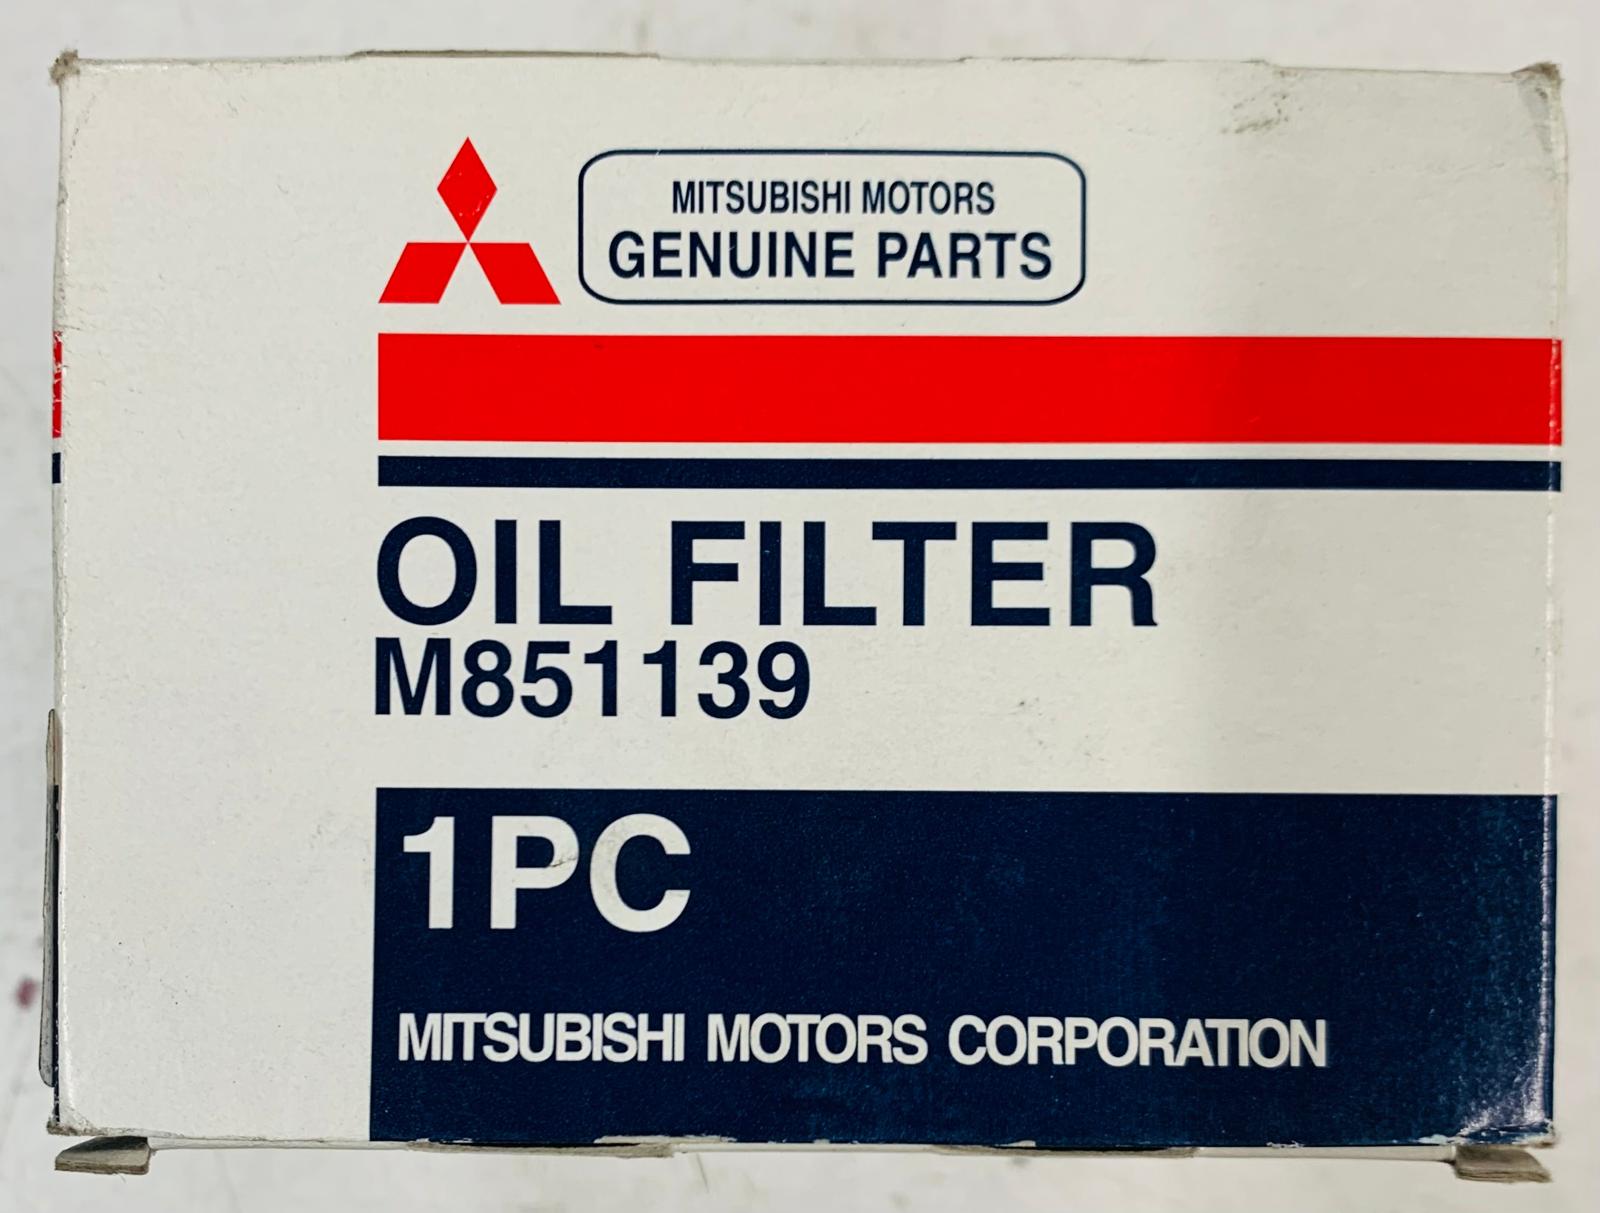 MITSUBISHI MOTORS
GENUINE PARTS
OIL FILTER
M851139
1PC
MITSUBISHI MOTORS CORPORATION